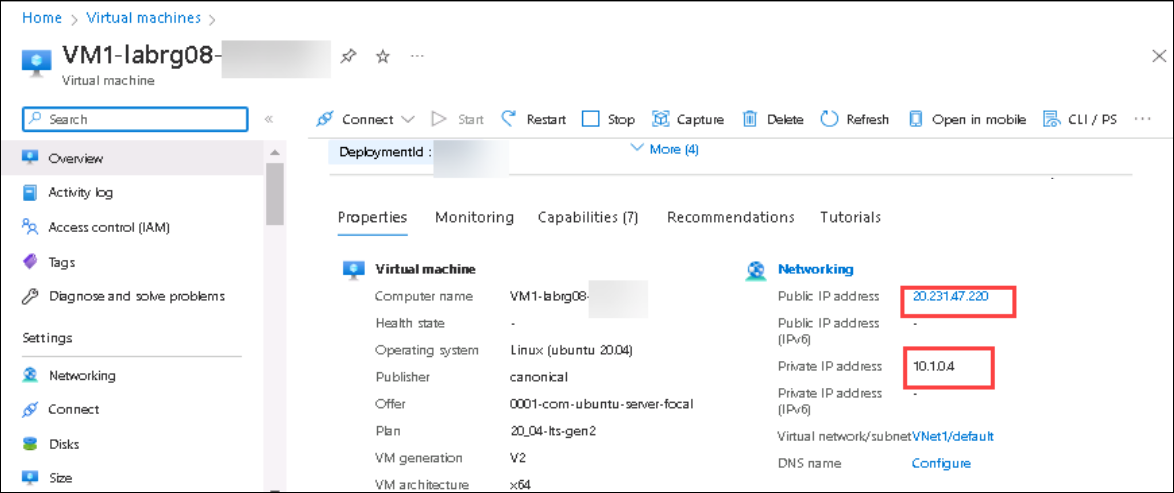 Home > Virtual machines >
VM1-labrg08-
Virtual machine
Search
«
Connect Start Restart Stop Capture Delete Refresh Open in mobile CLI / PS ...
Overview
Activity log
Access control (IAM)
Tags
Diagnose and solve problems
Settings
Networking
Connect
Disks
Size
DeploymentId :
More (4)
Properties Monitoring Capabilities (7) Recommendations Tutorials
Virtual machine
Computer name VM1-labrg08-
Health state -
Operating system Linux (ubuntu 20.04)
Publisher canonical
Offer 0001-com-ubuntu-server-focal
Plan 20_04-lts-gen2
VM generation V2
VM architecture x64
Networking
Public IP address 20.231.47.220
Public IP address -
(IPv6)
Private IP address 10.1.0.4
Private IP address -
(IPv6)
Virtual network/subnet VNet1/default
DNS name Configure